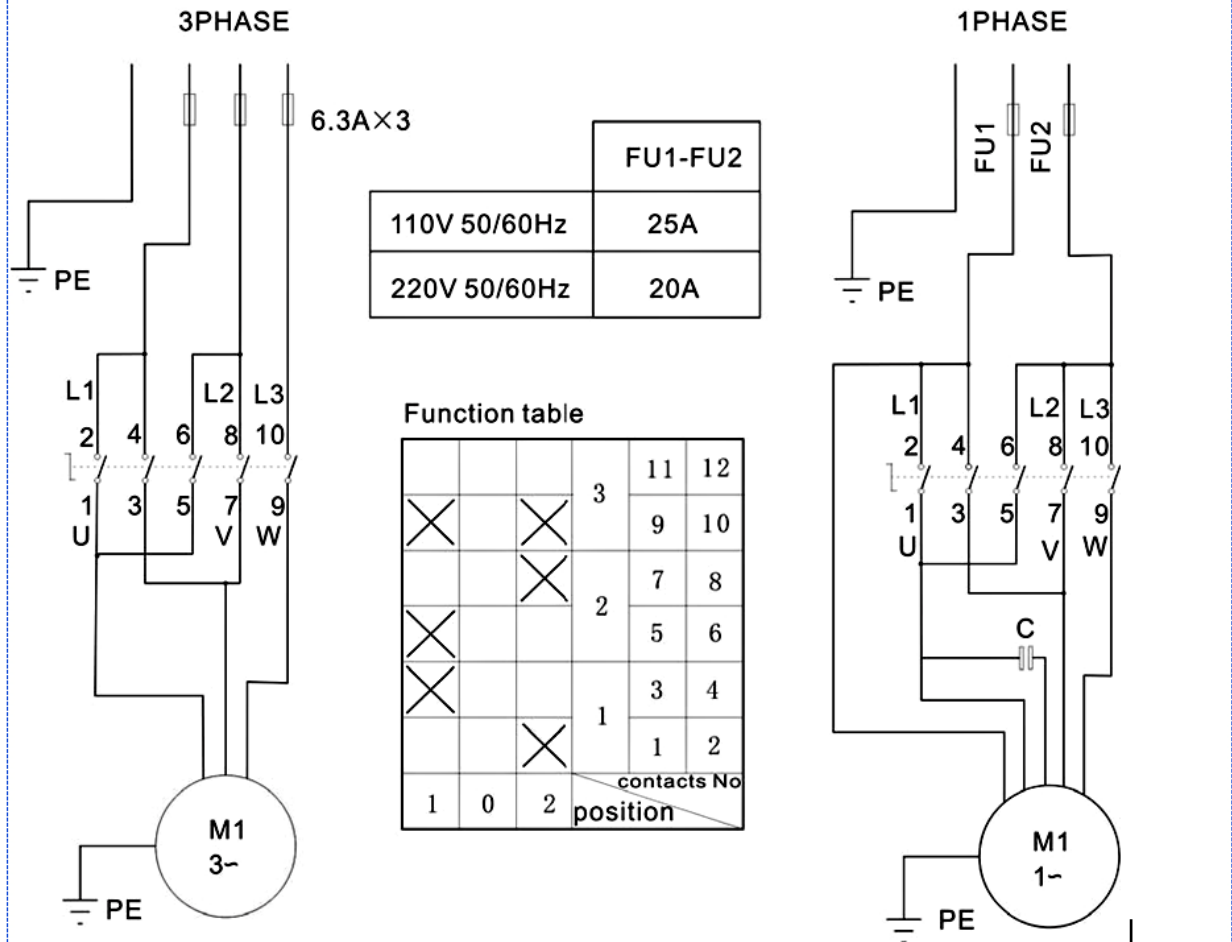 3PHASE
6.3A×3
PE
L1
L2
L3
2
4
6
8
10
1
3
5
7
9
U
V
W
M1
3~
PE
FU1-FU2
110V 50/60Hz
25A
220V 50/60Hz
20A
Function table
3
11
12
9
10
2
7
8
5
6
1
3
4
1
2
contacts No
1
0
2
position
1PHASE
FU1
FU2
PE
L1
L2
L3
2
4
6
8
10
1
3
5
7
9
U
V
W
C
M1
1~
PE